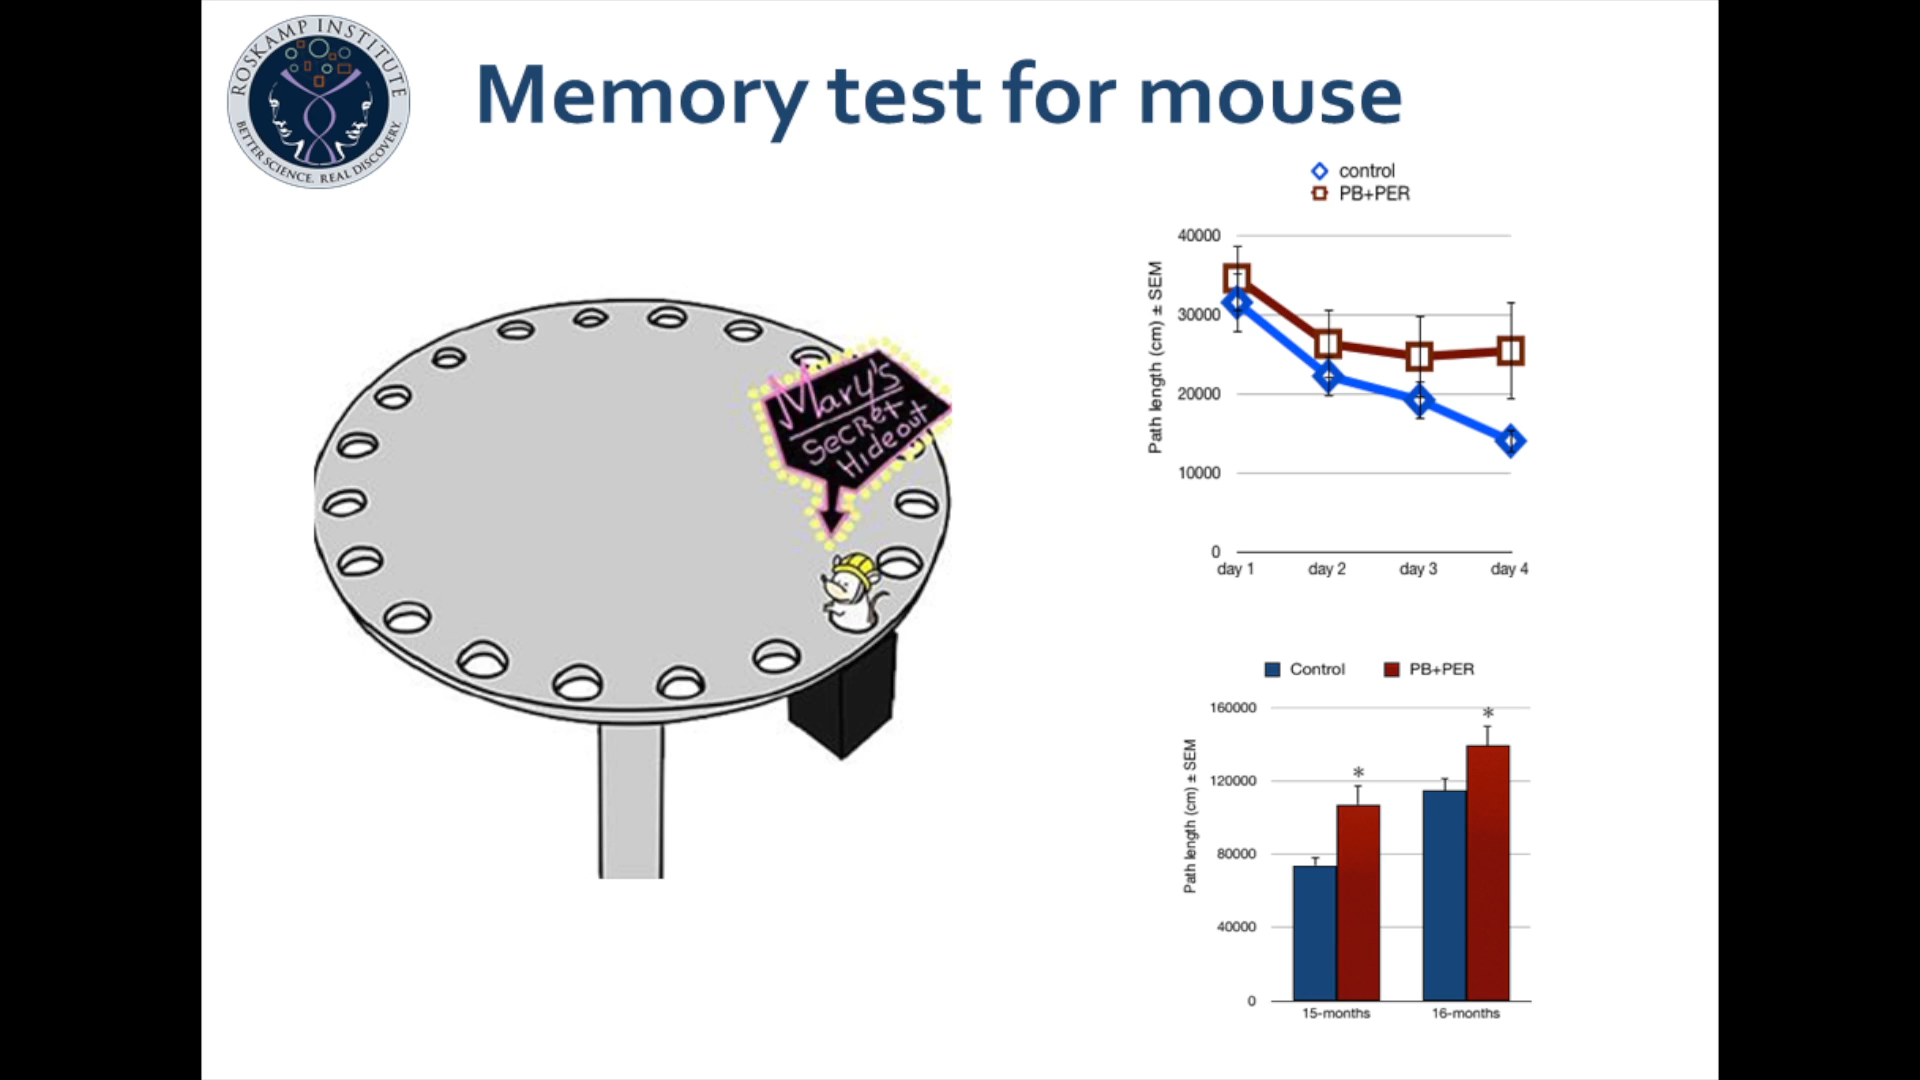 ROSKAMP INSTITUTE
BETTER SCIENCE. REAL DISCOVERY.
Memory test for mouse
Mary's
Secret
Hideout
control
PB+PER
Path length (cm) ± SEM
40000
30000
20000
10000
0
day 1 day 2 day 3 day 4
Control PB+PER
Path length (cm) ± SEM
160000
120000
80000
40000
0
* *
15-months 16-months